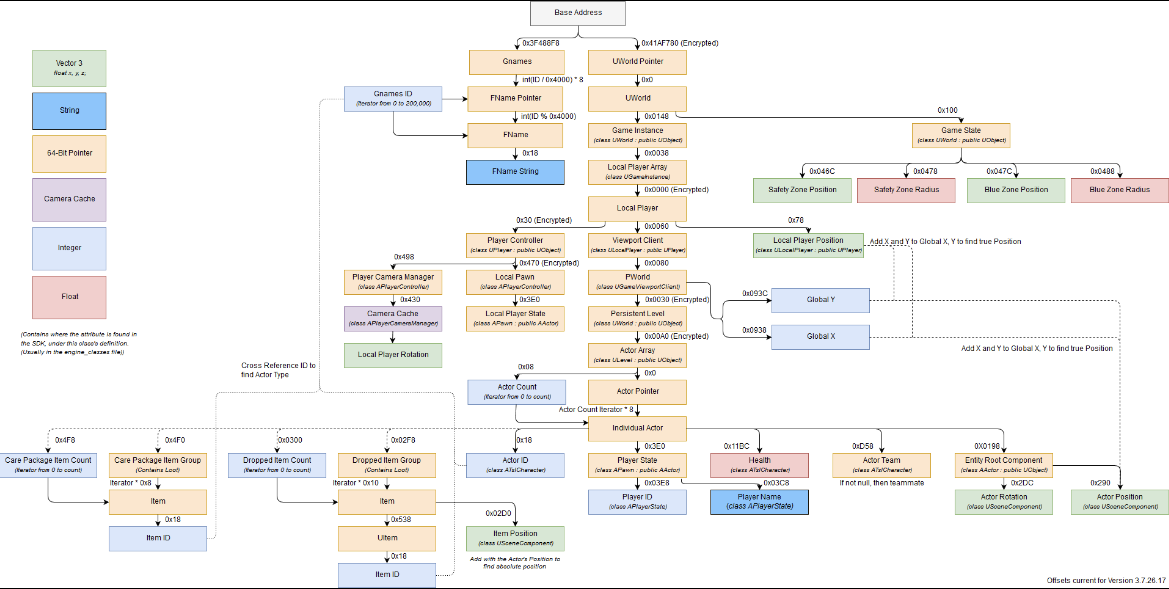 Base Address
0x3F488F8
0x41AF780 (Encrypted)
Vector 3
float x, y, z;
Gnames
UWorld Pointer
int(ID / 0x4000) * 8
0x0
String
Gnames ID
(Iterator from 0 to 200,000)
FName Pointer
UWorld
0x100
int(ID % 0x4000)
0x0148
64-Bit Pointer
FName
Game Instance
(class UWorld : public UObject)
Game State
(class UWorld : public UObject)
0x18
0x0038
FName String
Local Player Array
(class UGameInstance)
0x046C
0x0478
0x047C
0x0488
Camera Cache
0x0000 (Encrypted)
Safety Zone Position
Safety Zone Radius
Blue Zone Position
Blue Zone Radius
Local Player
0x30 (Encrypted)
0x0060
0x78
Integer
Player Controller
(class UPlayer : public UObject)
Viewport Client
(class ULocalPlayer : public UPlayer)
Local Player Position
(class ULocalPlayer : public UPlayer)
Add X and Y to Global X, Y to find true Position
0x498
0x470 (Encrypted)
0x0080
Player Camera Manager
(class APlayerController)
Local Pawn
(class APlayerController)
PWorld
(class UGameViewportClient)
Float
0x430
0x3E0
0x0030 (Encrypted)
0x093C
Global Y
Camera Cache
(class APlayerCameraManager)
Local Player State
(class APawn : public AActor)
Persistent Level
(class UWorld : public UObject)
0x0938
Global X
(Contains where the attribute is found in
the SDK, under this class's definition.
(Usually in the engine_classes file))
0x00A0 (Encrypted)
Local Player Rotation
Actor Array
(class ULevel : public UObject)
Add X and Y to Global X, Y to find true Position
Cross Reference ID to
find Actor Type
0x08
0x0
Actor Count
(Iterator from 0 to count)
Actor Pointer
Actor Count Iterator * 8
Individual Actor
0x4F8
0x4F0
0x0300
0x02F8
0x18
0x3E0
0x11BC
0xD58
0x0198
Care Package Item Count
(Iterator from 0 to count)
Care Package Item Group
(Contains Loot)
Dropped Item Count
(Iterator from 0 to count)
Dropped Item Group
(Contains Loot)
Actor ID
(class ATslCharacter)
Player State
(class APawn : public AActor)
Health
(class ATslCharacter)
Actor Team
(class ATslCharacter)
Entity Root Component
(class AActor : public UObject)
Iterator * 0x8
Iterator * 0x10
0x03E8
0x03C8
If not null, then teammate
0x2DC
0x290
Item
Item
Player ID
(class APlayerState)
Player Name
(class APlayerState)
Actor Rotation
(class USceneComponent)
Actor Position
(class USceneComponent)
0x18
0x538
0x02D0
Item ID
UItem
Item Position
(class USceneComponent)
0x18
Add with the Actor's Position to
find absolute position
Item ID
Offsets current for Version 3.7.26.17